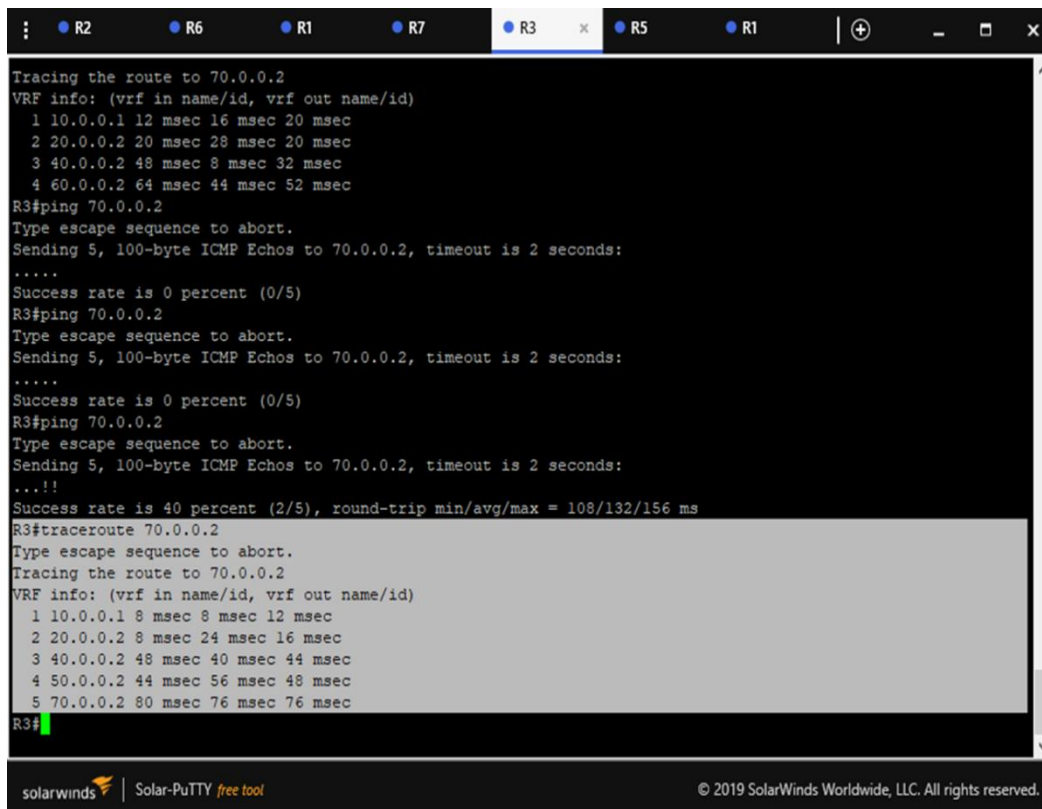 R2 R6 R1 R7 R3 R5 R1
Tracing the route to 70.0.0.2
VRF info: (vrf in name/id, vrf out name/id)
1 10.0.0.1 12 msec 16 msec 20 msec
2 20.0.0.2 20 msec 28 msec 20 msec
3 40.0.0.2 48 msec 8 msec 32 msec
4 60.0.0.2 64 msec 44 msec 52 msec
R3#ping 70.0.0.2
Type escape sequence to abort.
Sending 5, 100-byte ICMP Echos to 70.0.0.2, timeout is 2 seconds:
.....
Success rate is 0 percent (0/5)
R3#ping 70.0.0.2
Type escape sequence to abort.
Sending 5, 100-byte ICMP Echos to 70.0.0.2, timeout is 2 seconds:
.....
Success rate is 0 percent (0/5)
R3#ping 70.0.0.2
Type escape sequence to abort.
Sending 5, 100-byte ICMP Echos to 70.0.0.2, timeout is 2 seconds:
...!!
Success rate is 40 percent (2/5), round-trip min/avg/max = 108/132/156 ms
R3#traceroute 70.0.0.2
Type escape sequence to abort.
Tracing the route to 70.0.0.2
VRF info: (vrf in name/id, vrf out name/id)
1 10.0.0.1 8 msec 8 msec 12 msec
2 20.0.0.2 8 msec 24 msec 16 msec
3 40.0.0.2 48 msec 40 msec 44 msec
4 50.0.0.2 44 msec 56 msec 48 msec
5 70.0.0.2 80 msec 76 msec 76 msec
R3#
solarwinds | Solar-PuTTY free tool © 2019 SolarWinds Worldwide, LLC. All rights reserved.